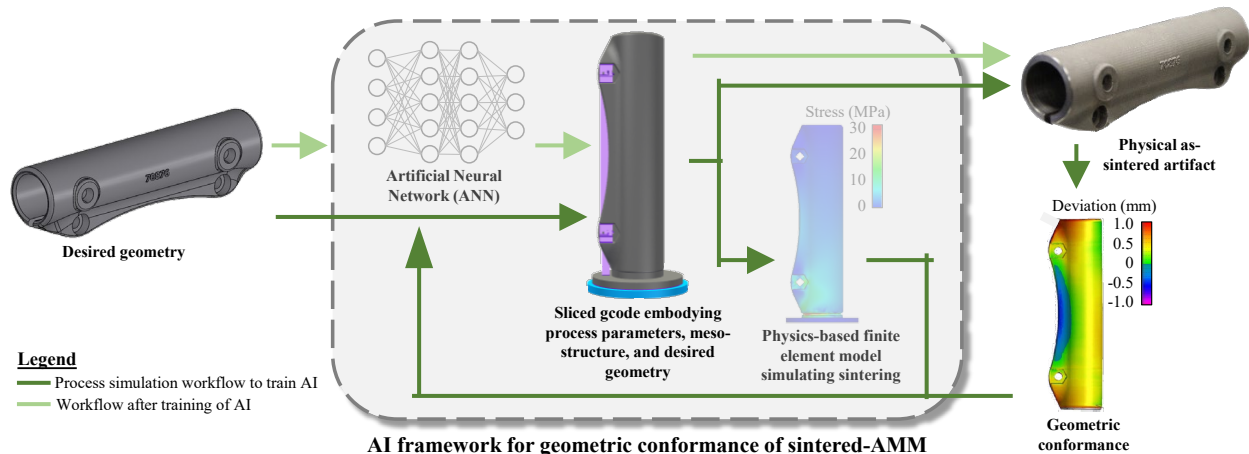 70876
Desired geometry
Legend
Process simulation workflow to train AI
Workflow after training of AI
Artificial Neural
Network (ANN)
Sliced gcode embodying
process parameters, meso-
structure, and desired
geometry
Stress (MPa)
30
20
10
0
Physics-based finite
element model
simulating sintering
Physical as-
sintered artifact
Deviation (mm)
1.0
0.5
0
-0.5
-1.0
Geometric
conformance
AI framework for geometric conformance of sintered-AMM